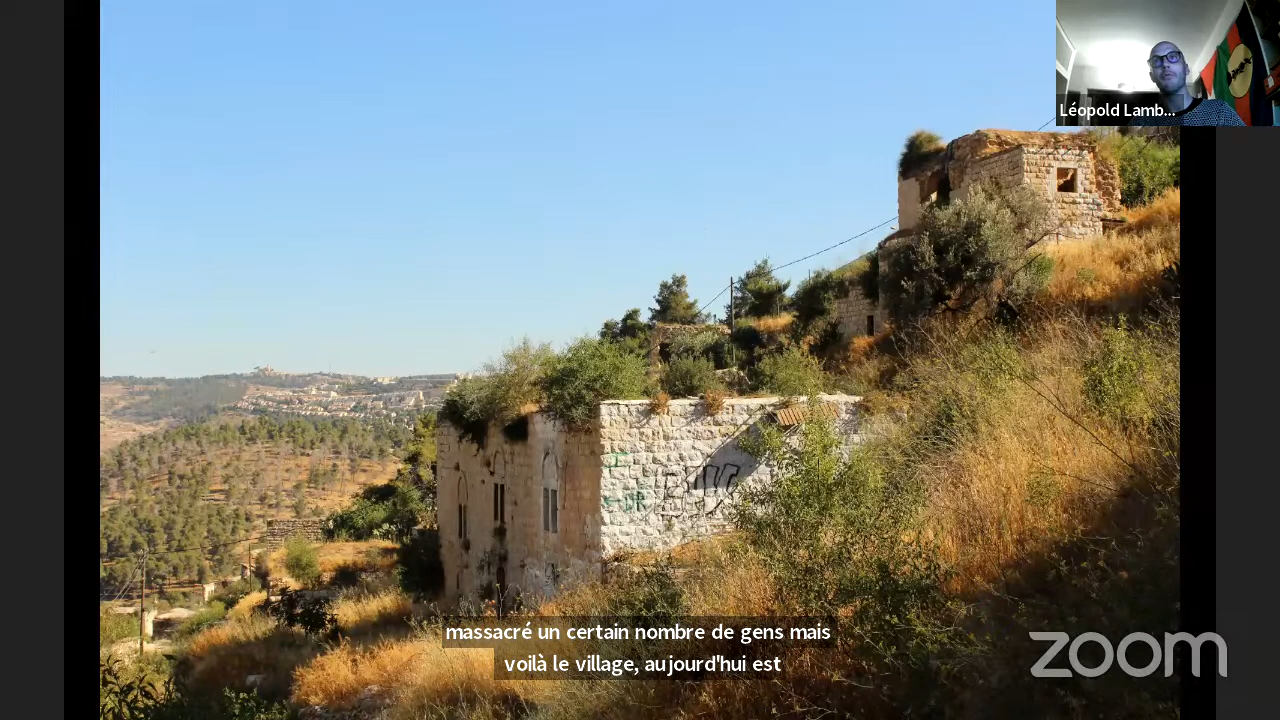 Léopold Lamb...
massacré un certain nombre de gens mais
voilà le village, aujourd'hui est
zoom